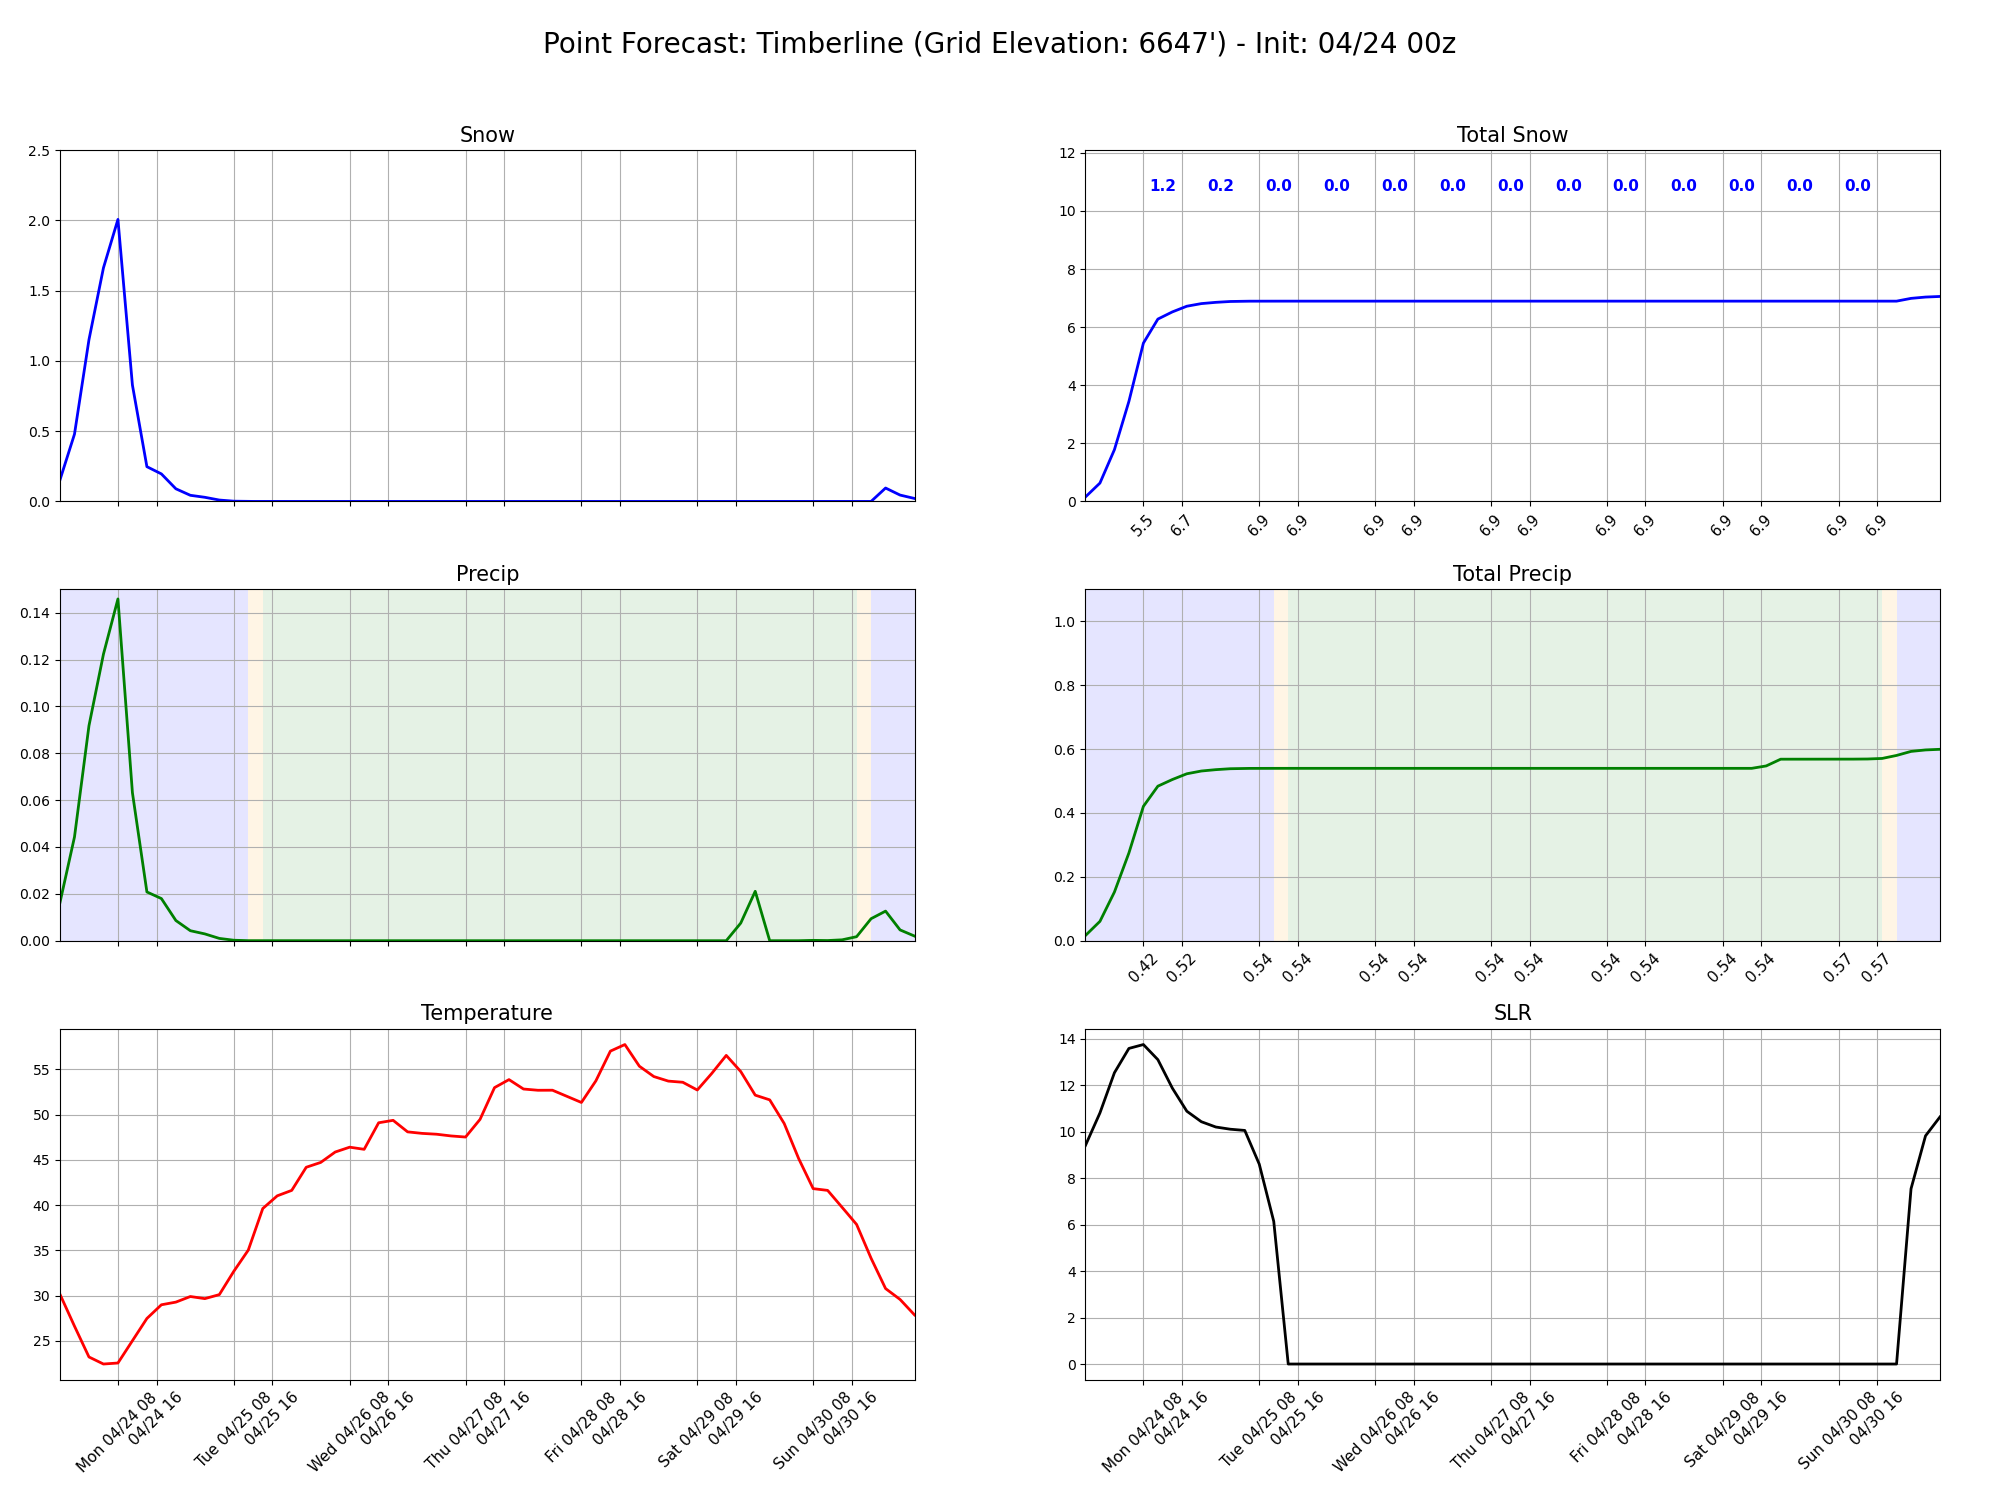 Point Forecast: Timberline (Grid Elevation: 6647') - Init: 04/24 00z
Snow
2.5
2.0
1.5
1.0
0.5
0.0
Total Snow
12
10
8
6
4
2
0
1.2 0.2 0.0 0.0 0.0 0.0 0.0 0.0 0.0 0.0 0.0 0.0 0.0
5.5 6.7 6.9 6.9 6.9 6.9 6.9 6.9 6.9 6.9 6.9 6.9 6.9 6.9
Precip
0.14
0.12
0.10
0.08
0.06
0.04
0.02
0.00
Total Precip
1.0
0.8
0.6
0.4
0.2
0.0
0.42 0.52 0.54 0.54 0.54 0.54 0.54 0.54 0.54 0.54 0.54 0.54 0.57 0.57
Temperature
55
50
45
40
35
30
25
Mon 04/24 08
04/24 16
Tue 04/25 08
04/25 16
Wed 04/26 08
04/26 16
Thu 04/27 08
04/27 16
Fri 04/28 08
04/28 16
Sat 04/29 08
04/29 16
Sun 04/30 08
04/30 16
SLR
14
12
10
8
6
4
2
0
Mon 04/24 08
04/24 16
Tue 04/25 08
04/25 16
Wed 04/26 08
04/26 16
Thu 04/27 08
04/27 16
Fri 04/28 08
04/28 16
Sat 04/29 08
04/29 16
Sun 04/30 08
04/30 16